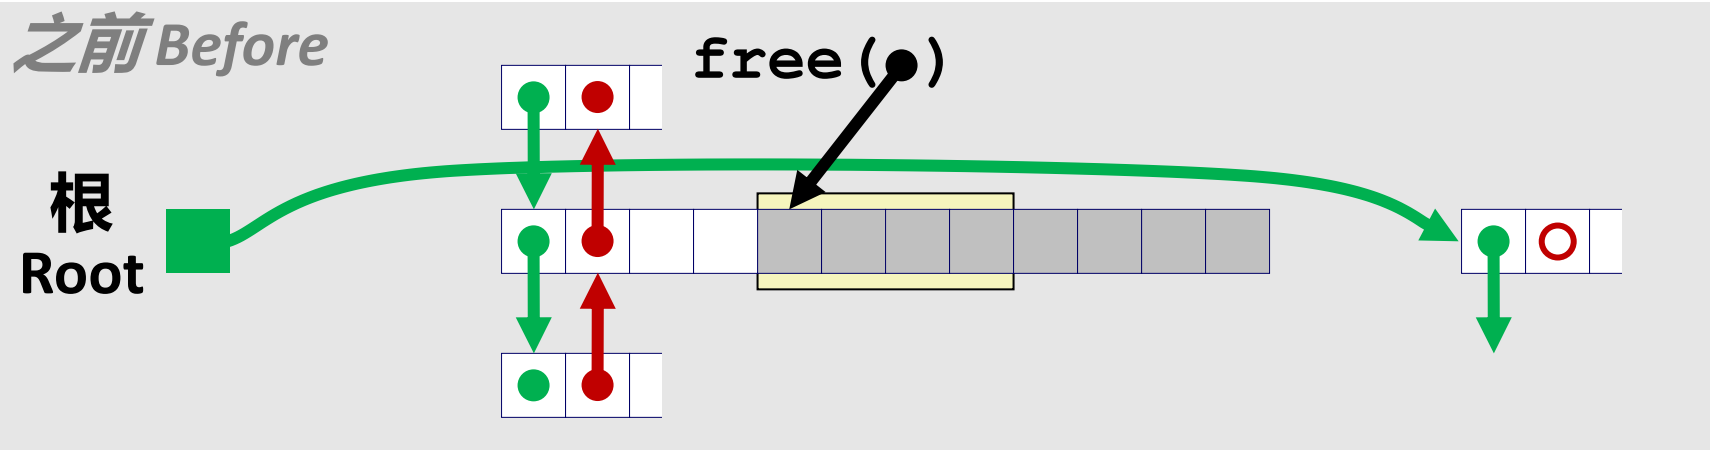 之前 Before
free( )
根
Root